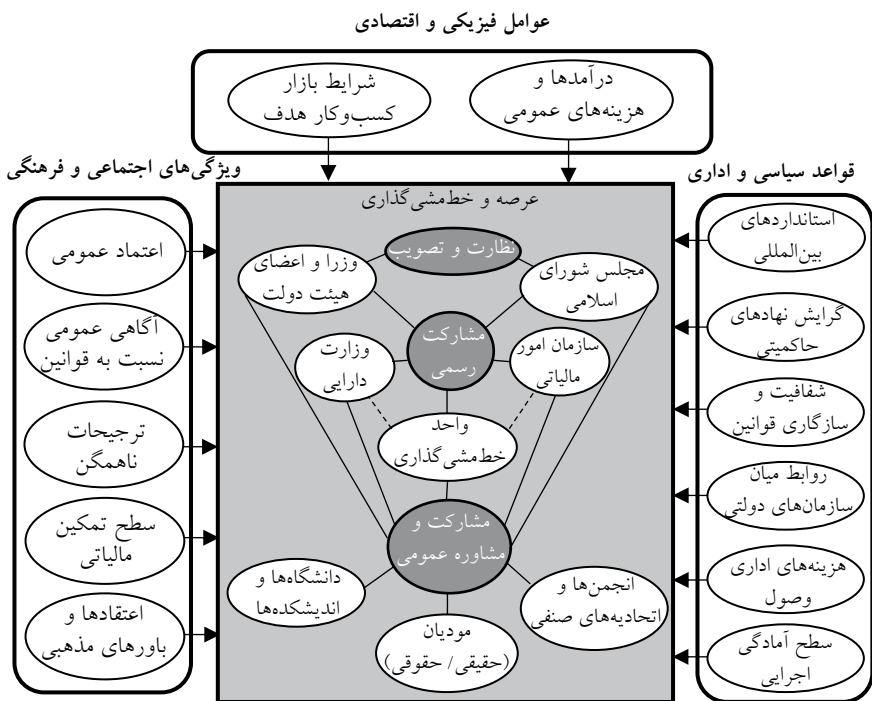 عوامل فیزیکی و اقتصادی
درآمدها و
هزینه‌های عمومی
شرایط بازار
کسب‌وکار هدف
قواعد سیاسی و اداری
استانداردهای
بین‌المللی
گرایش نهادهای
حاکمیتی
شفافیت و
سازگاری قوانین
روابط میان
سازمان‌های دولتی
هزینه‌های اداری
وصول
سطح آمادگی
اجرایی
عرصه و خط‌مشی‌گذاری
نظارت و تصویب
مجلس شورای
اسلامی
وزرا و اعضای
هیئت دولت
مشارکت
رسمی
سازمان امور
مالیاتی
وزارت
دارایی
واحد
خط‌مشی‌گذاری
مشارکت و
مشاوره عمومی
انجمن‌ها و
اتحادیه‌های صنفی
دانشگاه‌ها و
اندیشکده‌ها
مودیان
(حقیقی/ حقوقی)
ویژگی‌های اجتماعی و فرهنگی
اعتماد عمومی
آگاهی عمومی
نسبت به قوانین
ترجیحات
ناهمگن
سطح تمکین
مالیاتی
اعتقادها و
باورهای مذهبی